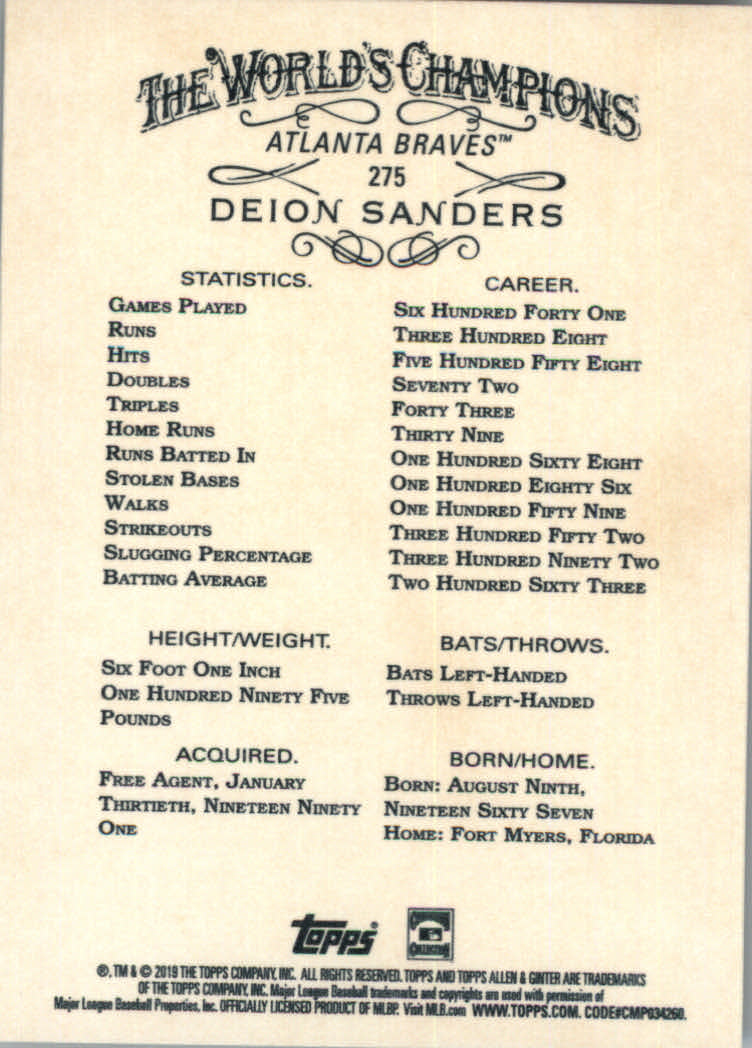 The World's Champions
ATLANTA BRAVES™
275
DEION SANDERS
STATISTICS.
Games Played
Runs
Hits
Doubles
Triples
Home Runs
Runs Batted In
Stolen Bases
Walks
Strikeouts
Slugging Percentage
Batting Average
CAREER.
Six Hundred Forty One
Three Hundred Eight
Five Hundred Fifty Eight
Seventy Two
Forty Three
Thirty Nine
One Hundred Sixty Eight
One Hundred Eighty Six
One Hundred Fifty Nine
Three Hundred Fifty Two
Three Hundred Ninety Two
Two Hundred Sixty Three
HEIGHT/WEIGHT.
Six Foot One Inch
One Hundred Ninety Five
Pounds
BATS/THROWS.
Bats Left-Handed
Throws Left-Handed
ACQUIRED.
Free Agent, January
Thirtieth, Nineteen Ninety
One
BORN/HOME.
Born: August Ninth,
Nineteen Sixty Seven
Home: Fort Myers, Florida
Topps®
®, TM & © 2019 THE TOPPS COMPANY, INC. ALL RIGHTS RESERVED. TOPPS AND TOPPS ALLEN & GINTER ARE TRADEMARKS
OF THE TOPPS COMPANY, INC. Major League Baseball trademarks and copyrights are used with permission of
Major League Baseball Properties, Inc. OFFICIALLY LICENSED PRODUCT OF MLBP. Visit MLB.com WWW.TOPPS.COM. CODE#CMP034260.